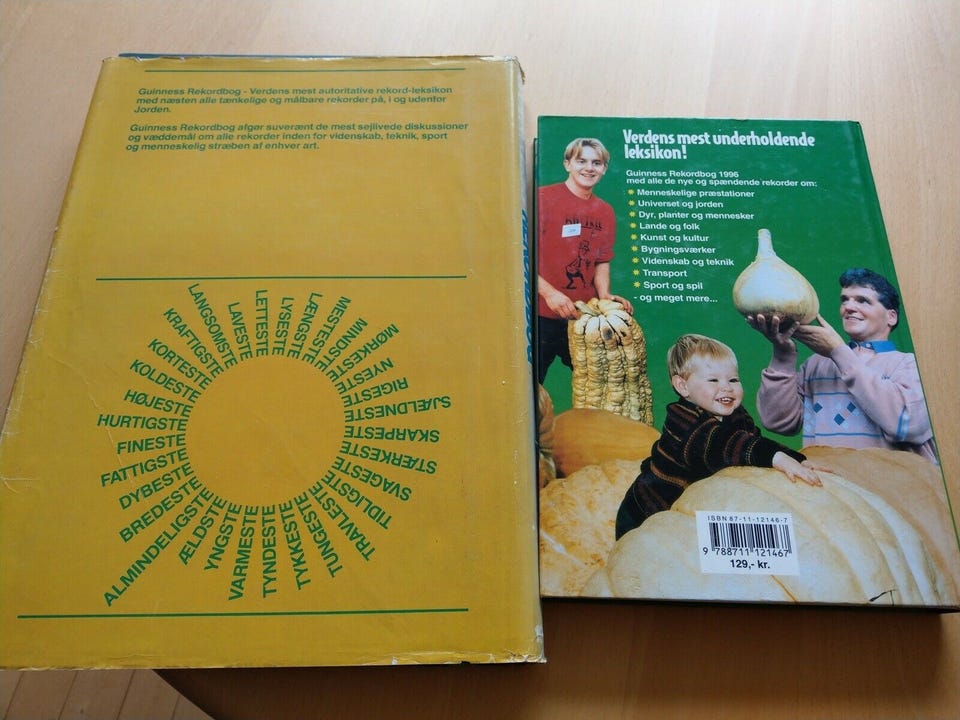 Guinness Rekordbog - Verdens mest autoritative rekord-leksikon
med næsten alle tænkelige og målbare rekorder på, i og udenfor
Jorden.
Guinness Rekordbog afgør suverænt de mest sejlivede diskussioner
og væddemål om alle rekorder inden for videnskab, teknik, sport
og menneskelig stræben af enhver art.
ALMINDELIGSTE
BREDESTE
DYBESTE
FATTIGSTE
FINESTE
HURTIGSTE
HØJESTE
KOLDESTE
KORTESTE
KRAFTIGSTE
LANGSOMSTE
LAVESTE
LETTESTE
LYSESTE
LÆNGSTE
MESTESTE
MINDSTE
MØRKESTE
NYESTE
RIGESTE
SJÆLDNESTE
SKARPESTE
STÆRKESTE
SVAGESTE
TIDLIGSTE
TRAVLESTE
TUNGESTE
TYKKESTE
TYNDESTE
VARMESTE
YNGSTE
ÆLDSTE
Verdens mest underholdende
leksikon!
Guinness Rekordbog 1996
med alle de nye og spændende rekorder om:
Menneskelige præstationer
Universet og jorden
Dyr, planter og mennesker
Lande og folk
Kunst og kultur
Bygningsværker
Videnskab og teknik
Transport
Sport og spil
- og meget mere...
ISBN 87-11-12146-7
9 788711 121467
129,- kr.